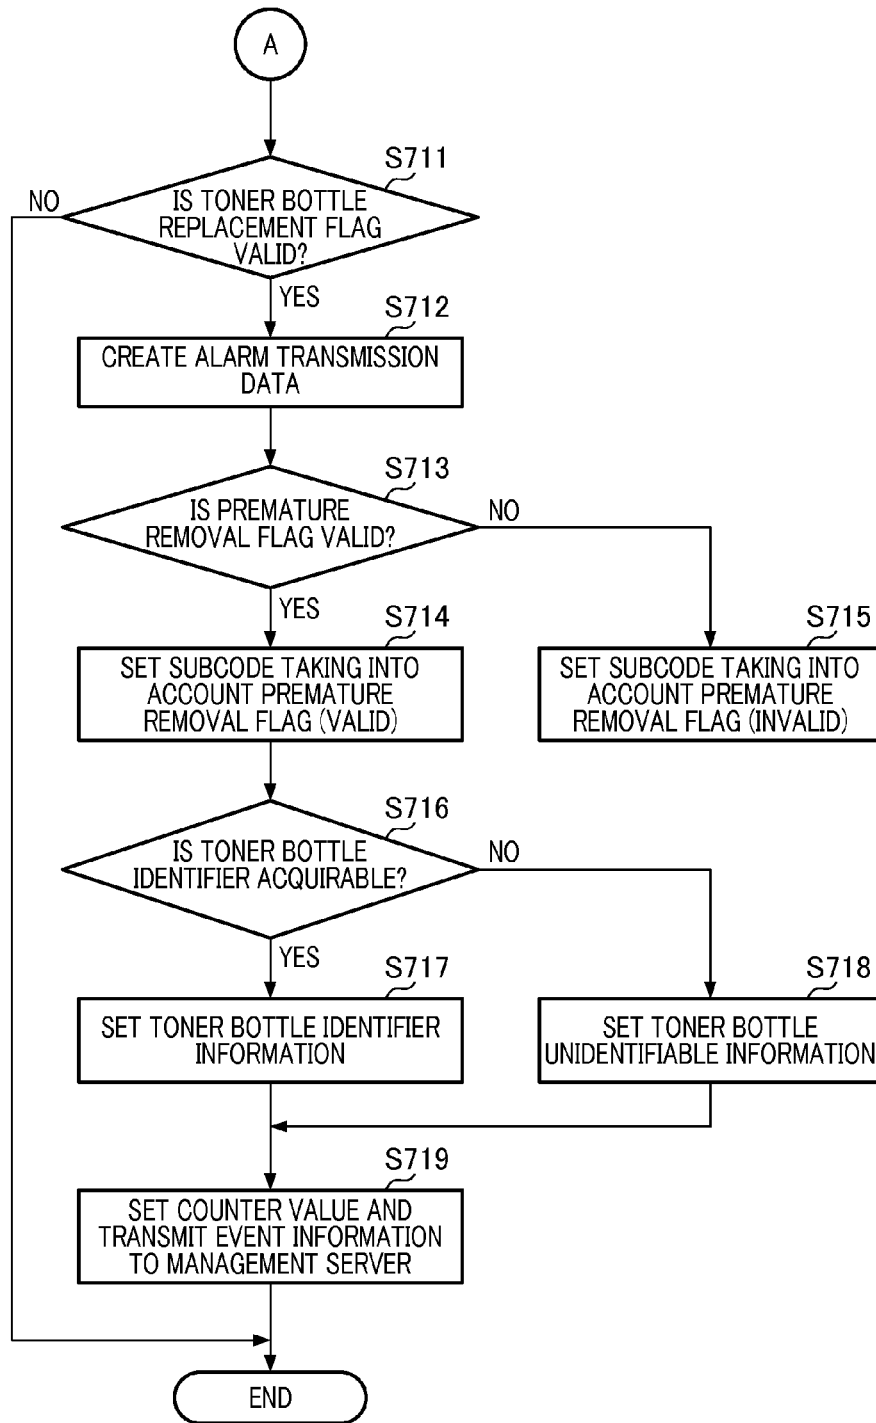 A
S711
NO
IS TONER BOTTLE
REPLACEMENT FLAG
VALID?
YES
S712
CREATE ALARM TRANSMISSION
DATA
S713
IS PREMATURE
REMOVAL FLAG VALID?
NO
YES
S714
SET SUBCODE TAKING INTO
ACCOUNT PREMATURE
REMOVAL FLAG (VALID)
S715
SET SUBCODE TAKING INTO
ACCOUNT PREMATURE
REMOVAL FLAG (INVALID)
S716
IS TONER BOTTLE
IDENTIFIER ACQUIRABLE?
NO
YES
S717
SET TONER BOTTLE IDENTIFIER
INFORMATION
S718
SET TONER BOTTLE
UNIDENTIFIABLE INFORMATION
S719
SET COUNTER VALUE AND
TRANSMIT EVENT INFORMATION
TO MANAGEMENT SERVER
END